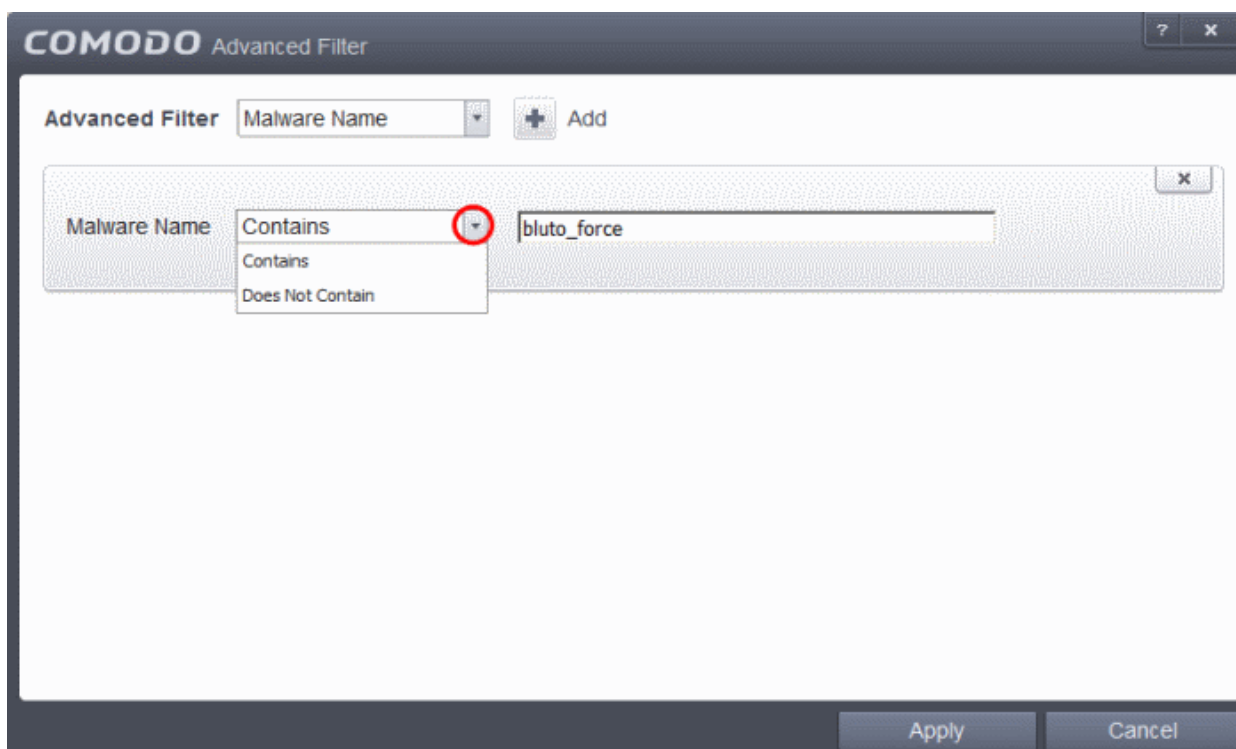 COMODO Advanced Filter ? x
Advanced Filter Malware Name + Add
x
Malware Name Contains bluto_force
Contains
Does Not Contain
Apply Cancel